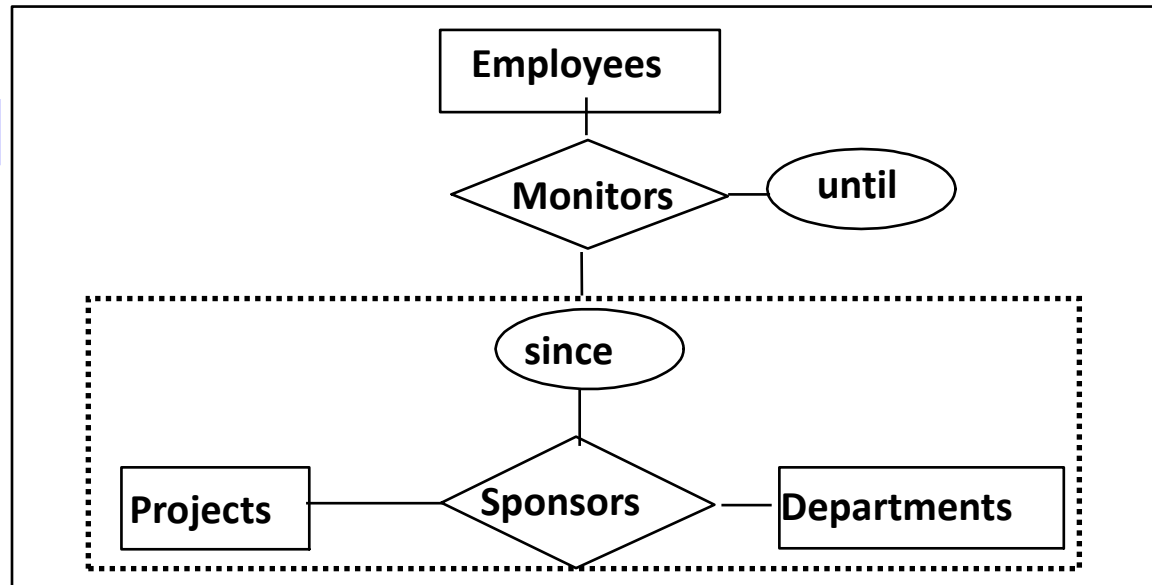 Employees
Monitors
until
since
Projects
Sponsors
Departments